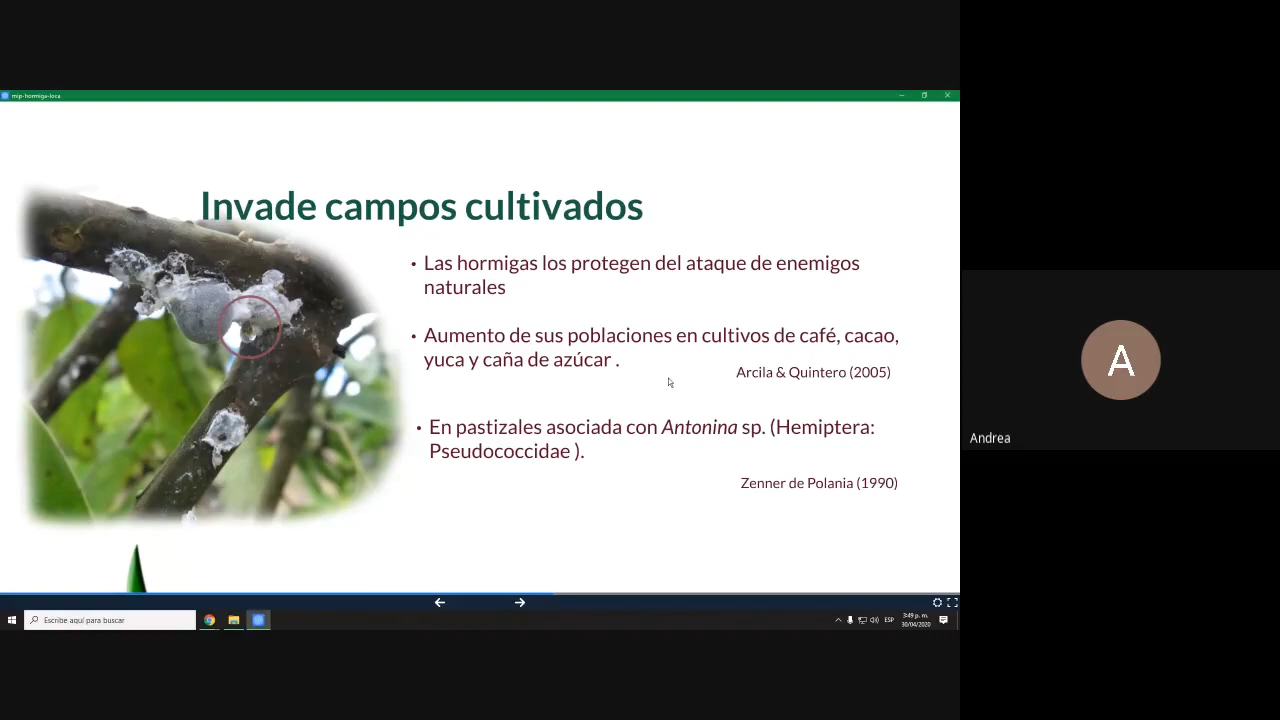 mip-hormiga-loca
Invade campos cultivados
• Las hormigas los protegen del ataque de enemigos
naturales
• Aumento de sus poblaciones en cultivos de café, cacao,
yuca y caña de azúcar .
Arcila & Quintero (2005)
• En pastizales asociada con Antonina sp. (Hemiptera:
Pseudococcidae ).
Zenner de Polania (1990)
A
Andrea
Escribe aquí para buscar
ESP
3:49 p. m.
30/04/2020